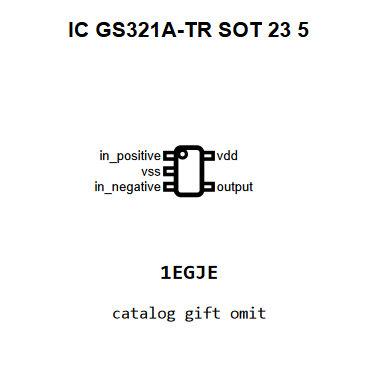 IC GS321A-TR SOT 23 5
in_positive vdd
vss
in_negative output
1EGJE
catalog gift omit